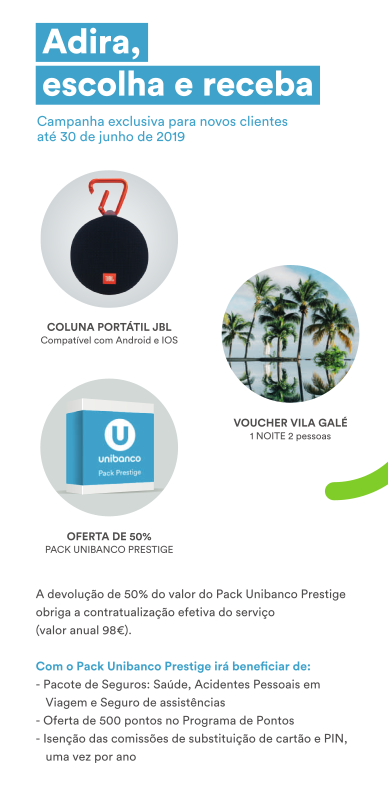 Adira,
escolha e receba
Campanha exclusiva para novos clientes
até 30 de junho de 2019
JBL
COLUNA PORTÁTIL JBL
Compatível com Android e IOS
VOUCHER VILA GALÉ
1 NOITE 2 pessoas
U
unibanco
Pack Prestige
OFERTA DE 50%
PACK UNIBANCO PRESTIGE
A devolução de 50% do valor do Pack Unibanco Prestige
obriga a contratualização efetiva do serviço
(valor anual 98€).
Com o Pack Unibanco Prestige irá beneficiar de:
- Pacote de Seguros: Saúde, Acidentes Pessoais em
Viagem e Seguro de assistências
- Oferta de 500 pontos no Programa de Pontos
- Isenção das comissões de substituição de cartão e PIN,
uma vez por ano